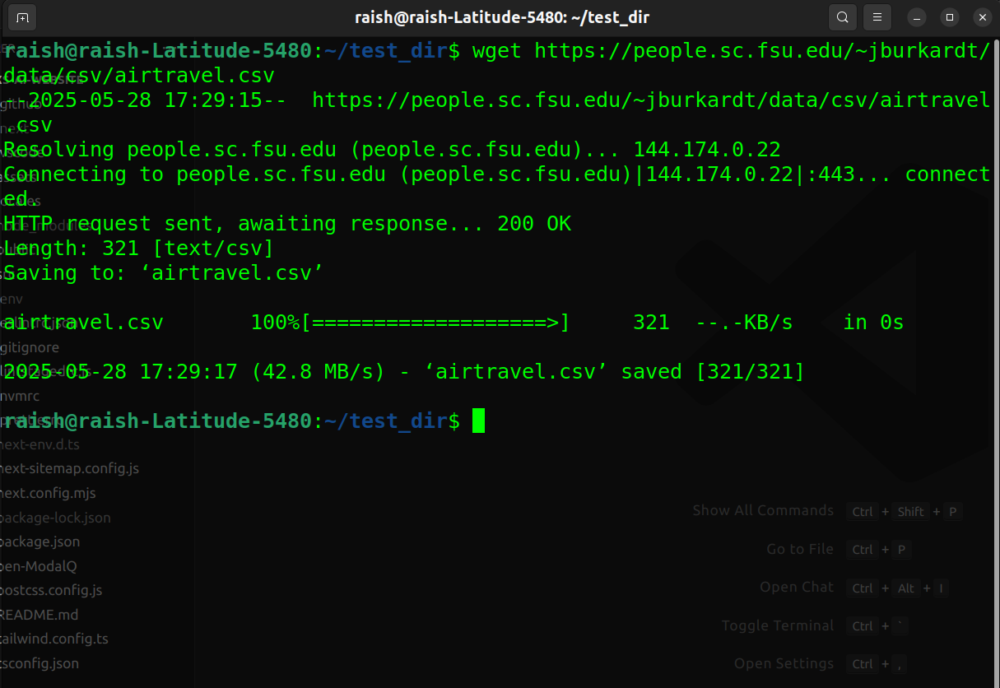 raish@raish-Latitude-5480: ~/test_dir
raish@raish-Latitude-5480:~/test_dir$ wget https://people.sc.fsu.edu/~jburkardt/
data/csv/airtravel.csv
--2025-05-28 17:29:15--  https://people.sc.fsu.edu/~jburkardt/data/csv/airtravel
.csv
Resolving people.sc.fsu.edu (people.sc.fsu.edu)... 144.174.0.22
Connecting to people.sc.fsu.edu (people.sc.fsu.edu)|144.174.0.22|:443... connect
ed.
HTTP request sent, awaiting response... 200 OK
Length: 321 [text/csv]
Saving to: ‘airtravel.csv’
airtravel.csv       100%[===================>]     321  --.-KB/s    in 0s
2025-05-28 17:29:17 (42.8 MB/s) - ‘airtravel.csv’ saved [321/321]
raish@raish-Latitude-5480:~/test_dir$
env
gitignore
nvmrc
next-env.d.ts
next-sitemap.config.js
next.config.mjs
package-lock.json
package.json
pen-ModalQ
postcss.config.js
README.md
tailwind.config.ts
tsconfig.json
Show All Commands Ctrl + Shift + P
Go to File Ctrl + P
Open Chat Ctrl + Alt + I
Toggle Terminal Ctrl + `
Open Settings Ctrl + ,